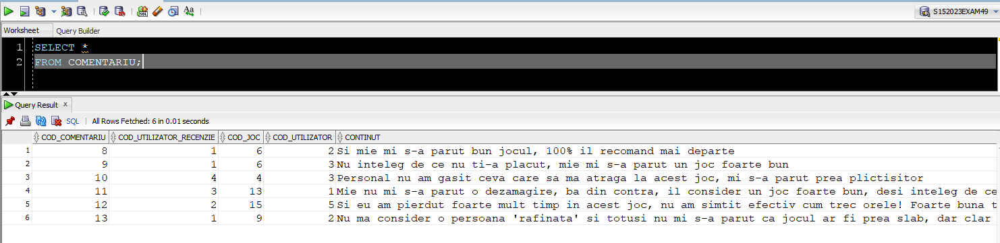 S152023EXAM49
Worksheet Query Builder
1 SELECT *
2 FROM COMENTARIU;
Query Result x
SQL | All Rows Fetched: 6 in 0.01 seconds
COD_COMENTARIU COD_UTILIZATOR_RECENZIE COD_JOC COD_UTILIZATOR CONTINUT
1 8 1 6 2 Si mie mi s-a parut bun jocul, 100% il recomand mai departe
2 9 1 6 3 Nu inteleg de ce nu ti-a placut, mie mi s-a parut un joc foarte bun
3 10 4 4 3 Personal nu am gasit ceva care sa ma atraga la acest joc, mi s-a parut prea plictisitor
4 11 3 13 1 Mie nu mi s-a parut o dezamagire, ba din contra, il consider un joc foarte bun, desi inteleg de ce
5 12 2 15 5 Si eu am pierdut foarte mult timp in acest joc, nu am simtit efectiv cum trec orele! Foarte buna t
6 13 1 9 2 Nu ma consider o persoana 'rafinata' si totusi nu mi s-a parut ca jocul ar fi prea slab, dar clar